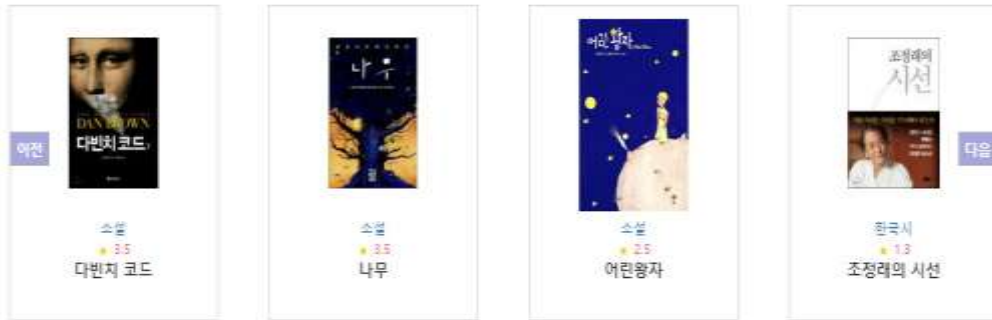 이전
DAN BROWN
다빈치 코드
소설
3.5
다빈치 코드
나무
소설
3.5
나무
어린 왕자
소설
2.5
어린왕자
조정래의
시선
한국시
1.3
조정래의 시선
다음